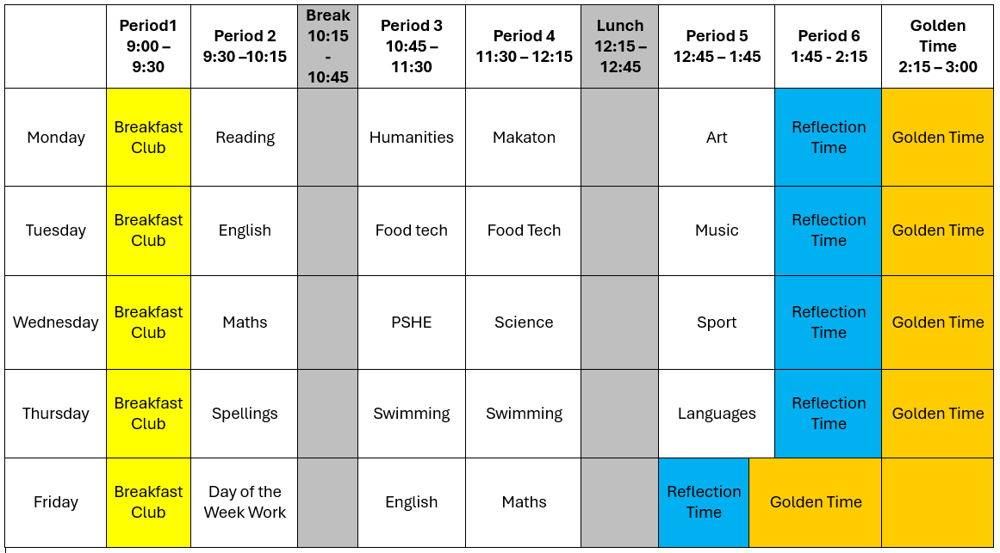 Period1
9:00 –
9:30
Period 2
9:30 –10:15
Break
10:15
-
10:45
Period 3
10:45 –
11:30
Period 4
11:30 – 12:15
Lunch
12:15 –
12:45
Period 5
12:45 – 1:45
Period 6
1:45 - 2:15
Golden
Time
2:15 – 3:00
Monday
Breakfast
Club
Reading
Humanities
Makaton
Art
Reflection
Time
Golden Time
Tuesday
Breakfast
Club
English
Food tech
Food Tech
Music
Reflection
Time
Golden Time
Wednesday
Breakfast
Club
Maths
PSHE
Science
Sport
Reflection
Time
Golden Time
Thursday
Breakfast
Club
Spellings
Swimming
Swimming
Languages
Reflection
Time
Golden Time
Friday
Breakfast
Club
Day of the
Week Work
English
Maths
Reflection
Time
Golden Time